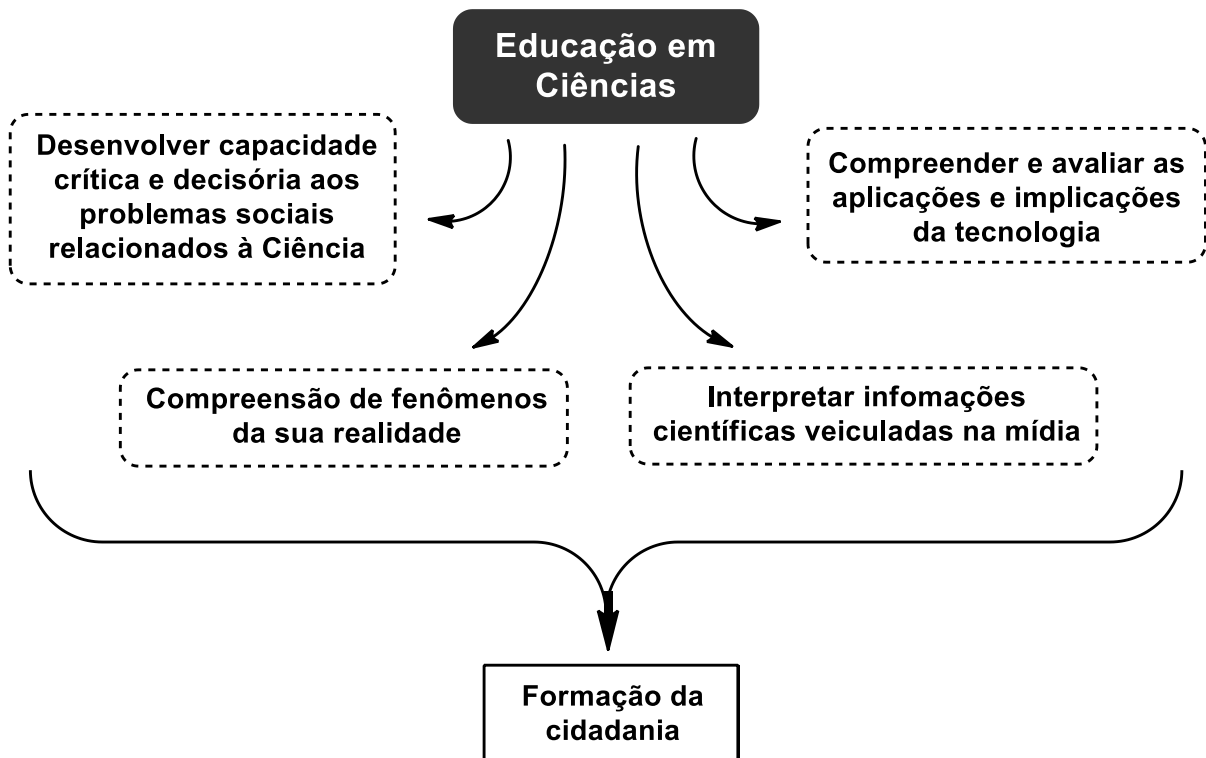 Educação em
Ciências
Desenvolver capacidade
crítica e decisória aos
problemas sociais
relacionados à Ciência
Compreender e avaliar as
aplicações e implicações
da tecnologia
Compreensão de fenômenos
da sua realidade
Interpretar infomações
científicas veiculadas na mídia
Formação da
cidadania